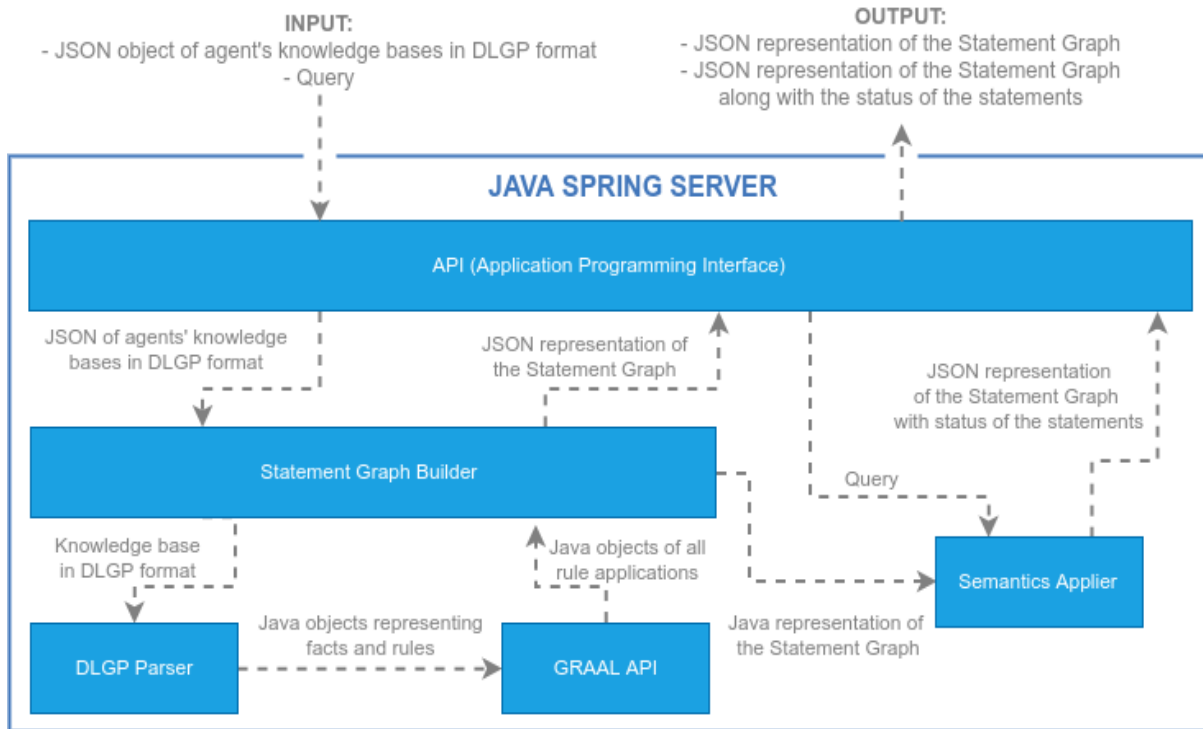 INPUT:
- JSON object of agent's knowledge bases in DLGP format
- Query
OUTPUT:
- JSON representation of the Statement Graph
- JSON representation of the Statement Graph
along with the status of the statements
JAVA SPRING SERVER
API (Application Programming Interface)
JSON of agents' knowledge
bases in DLGP format
JSON representation of
the Statement Graph
JSON representation
of the Statement Graph
with status of the statements
Statement Graph Builder
Query
Knowledge base
in DLGP format
Java objects of all
rule applications
Semantics Applier
Java objects representing
facts and rules
Java representation of
the Statement Graph
DLGP Parser
GRAAL API